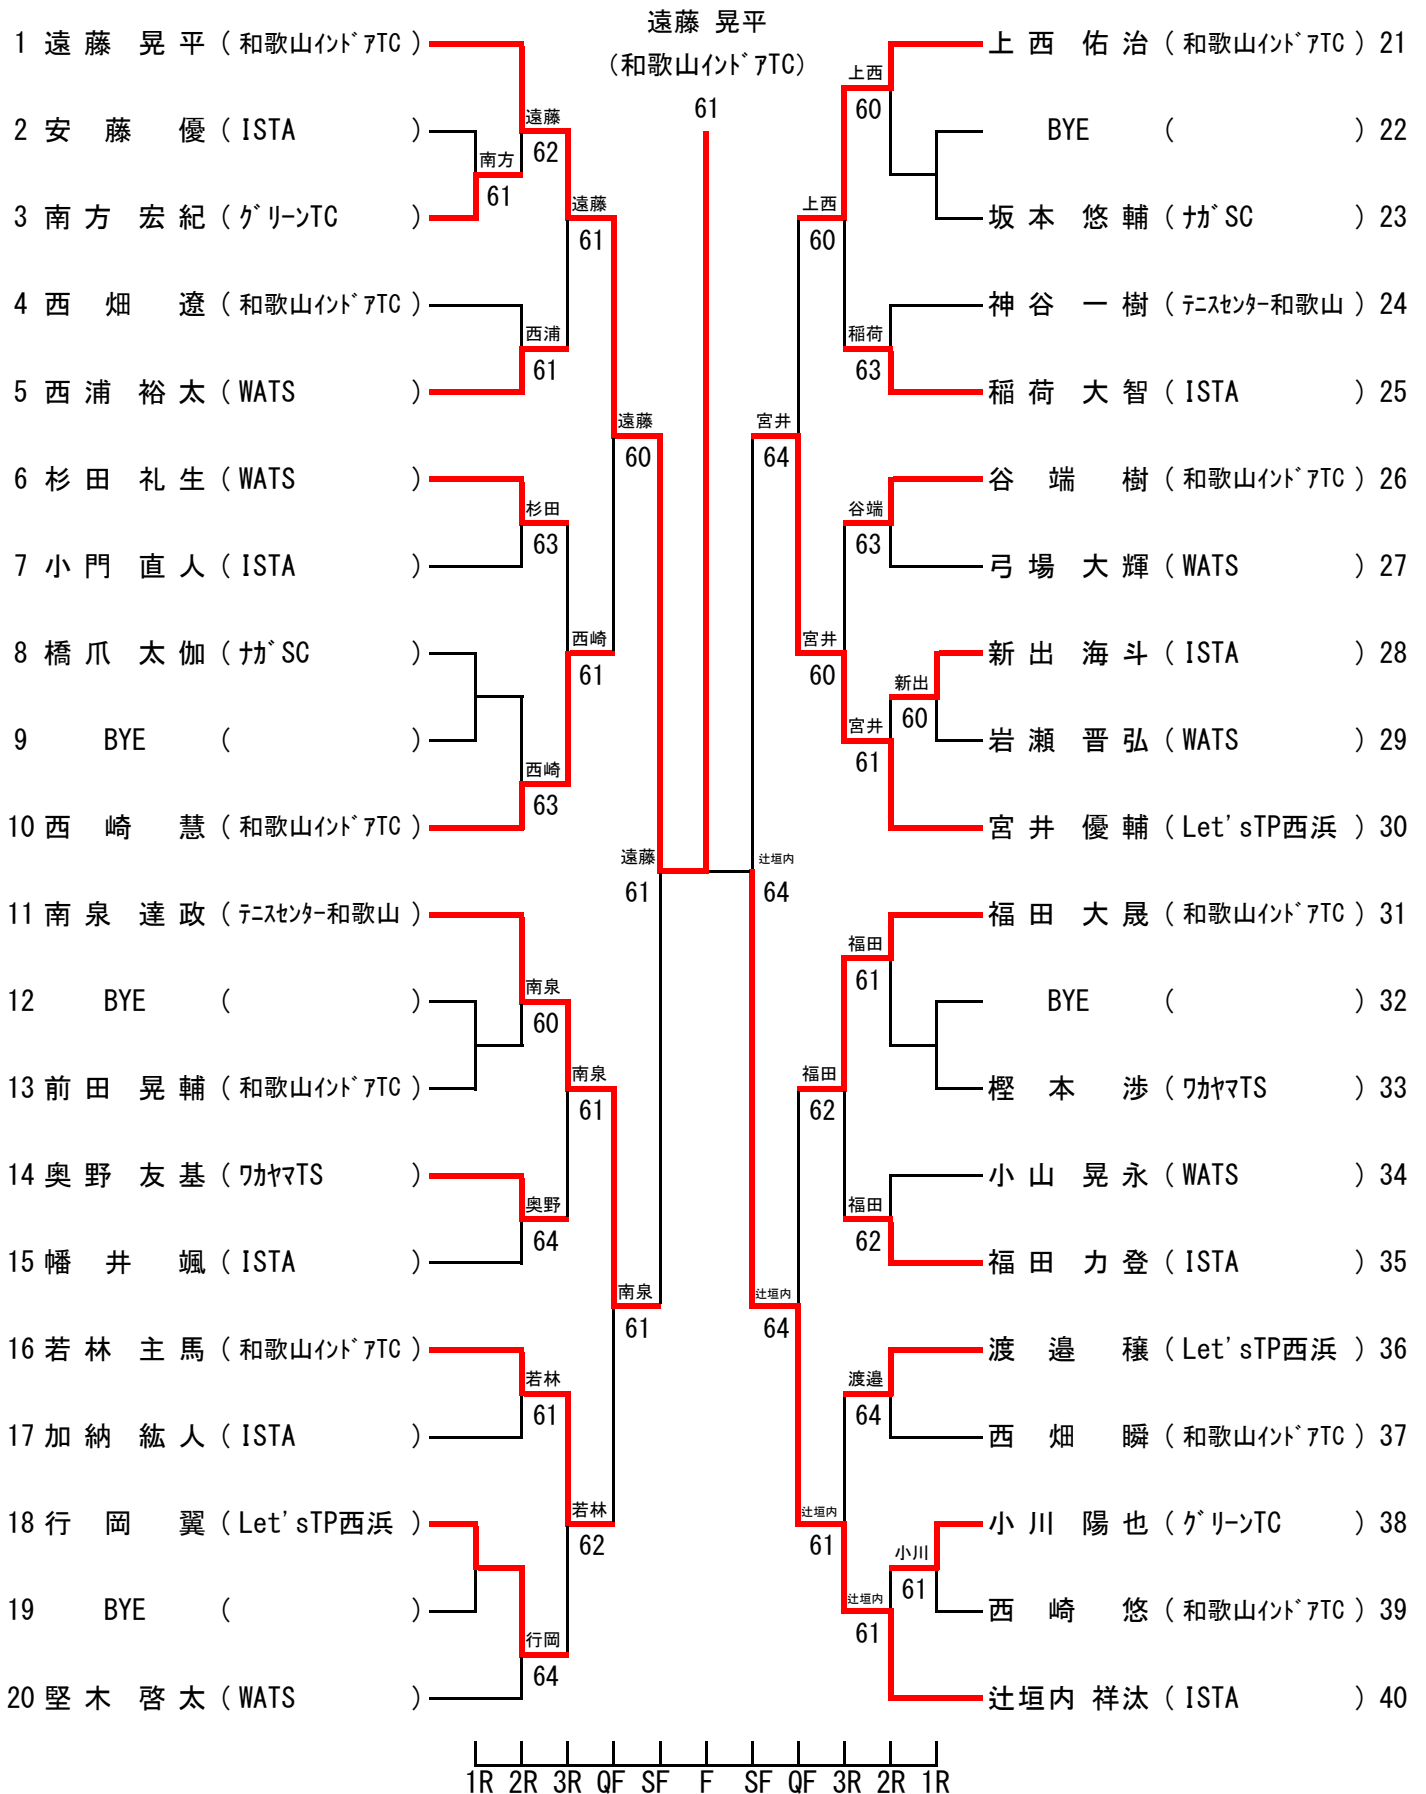 遠藤 晃平
(和歌山ｲﾝﾄﾞｱTC)
61
1 遠藤 晃平 ( 和歌山ｲﾝﾄﾞｱTC )
2 安藤 優 ( ISTA )
3 南方 宏紀 ( ｸﾞﾘｰﾝTC )
4 西畑 遼 ( 和歌山ｲﾝﾄﾞｱTC )
5 西浦 裕太 ( WATS )
6 杉田 礼生 ( WATS )
7 小門 直人 ( ISTA )
8 橋爪 太伽 ( ﾅｶﾞSC )
9 BYE ( )
10 西崎 慧 ( 和歌山ｲﾝﾄﾞｱTC )
11 南泉 達政 ( ﾃﾆｽｾﾝﾀｰ和歌山 )
12 BYE ( )
13 前田 晃輔 ( 和歌山ｲﾝﾄﾞｱTC )
14 奥野 友基 ( ﾜｶﾔﾏTS )
15 幡井 颯 ( ISTA )
16 若林 主馬 ( 和歌山ｲﾝﾄﾞｱTC )
17 加納 紘人 ( ISTA )
18 行岡 翼 ( Let'sTP西浜 )
19 BYE ( )
20 堅木 啓太 ( WATS )
南方
61
遠藤
62
西浦
61
杉田
63
西崎
63
南泉
60
奥野
64
若林
61
行岡
64
遠藤
61
西崎
61
南泉
61
若林
62
遠藤
60
南泉
61
遠藤
61
辻垣内
64
宮井
64
辻垣内
64
上西
60
宮井
60
福田
62
辻垣内
61
上西
60
稲荷
63
谷端
63
宮井
61
福田
61
福田
62
渡邉
64
辻垣内
61
新出
60
小川
61
上西 佑治 ( 和歌山ｲﾝﾄﾞｱTC ) 21
BYE ( ) 22
坂本 悠輔 ( ﾅｶﾞSC ) 23
神谷 一樹 ( ﾃﾆｽｾﾝﾀｰ和歌山 ) 24
稲荷 大智 ( ISTA ) 25
谷端 樹 ( 和歌山ｲﾝﾄﾞｱTC ) 26
弓場 大輝 ( WATS ) 27
新出 海斗 ( ISTA ) 28
岩瀬 晋弘 ( WATS ) 29
宮井 優輔 ( Let'sTP西浜 ) 30
福田 大晟 ( 和歌山ｲﾝﾄﾞｱTC ) 31
BYE ( ) 32
樫本 渉 ( ﾜｶﾔﾏTS ) 33
小山 晃永 ( WATS ) 34
福田 力登 ( ISTA ) 35
渡邉 穣 ( Let'sTP西浜 ) 36
西畑 瞬 ( 和歌山ｲﾝﾄﾞｱTC ) 37
小川 陽也 ( ｸﾞﾘｰﾝTC ) 38
西崎 悠 ( 和歌山ｲﾝﾄﾞｱTC ) 39
辻垣内 祥汰 ( ISTA ) 40
1R 2R 3R QF SF F SF QF 3R 2R 1R